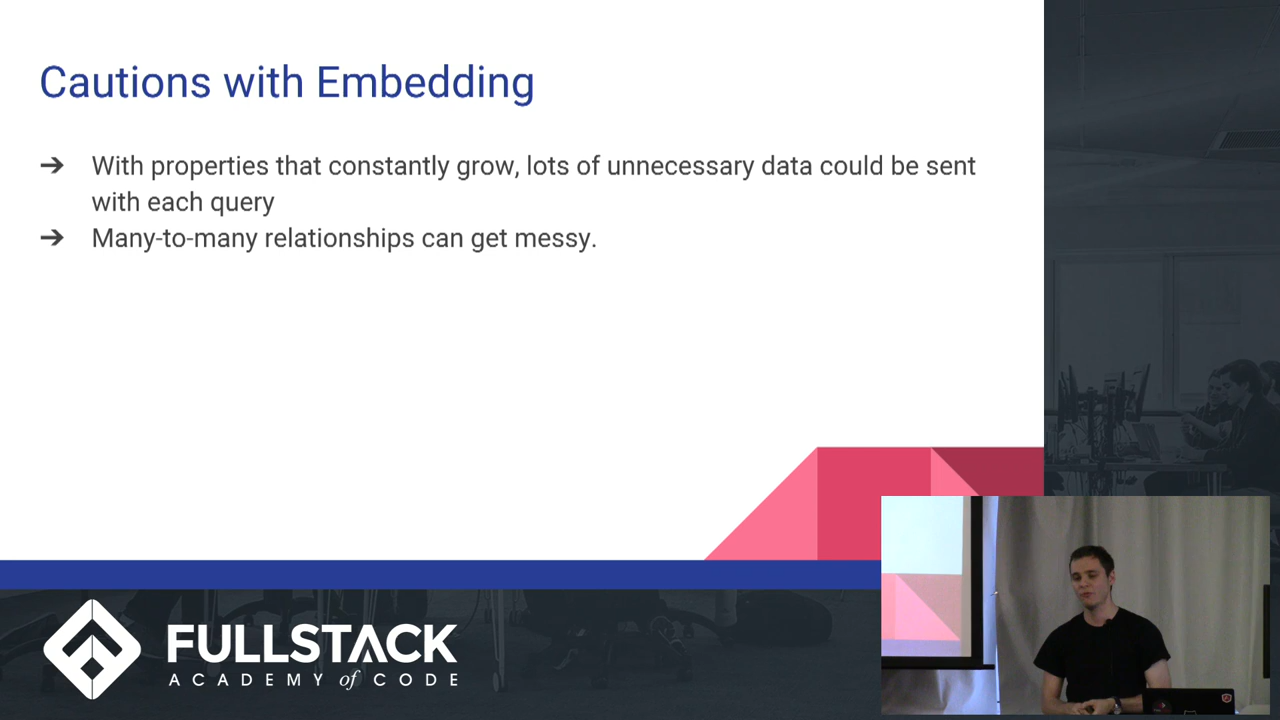 Cautions with Embedding
➔ With properties that constantly grow, lots of unnecessary data could be sent
with each query
➔ Many-to-many relationships can get messy.
FULLSTACK
ACADEMY of CODE